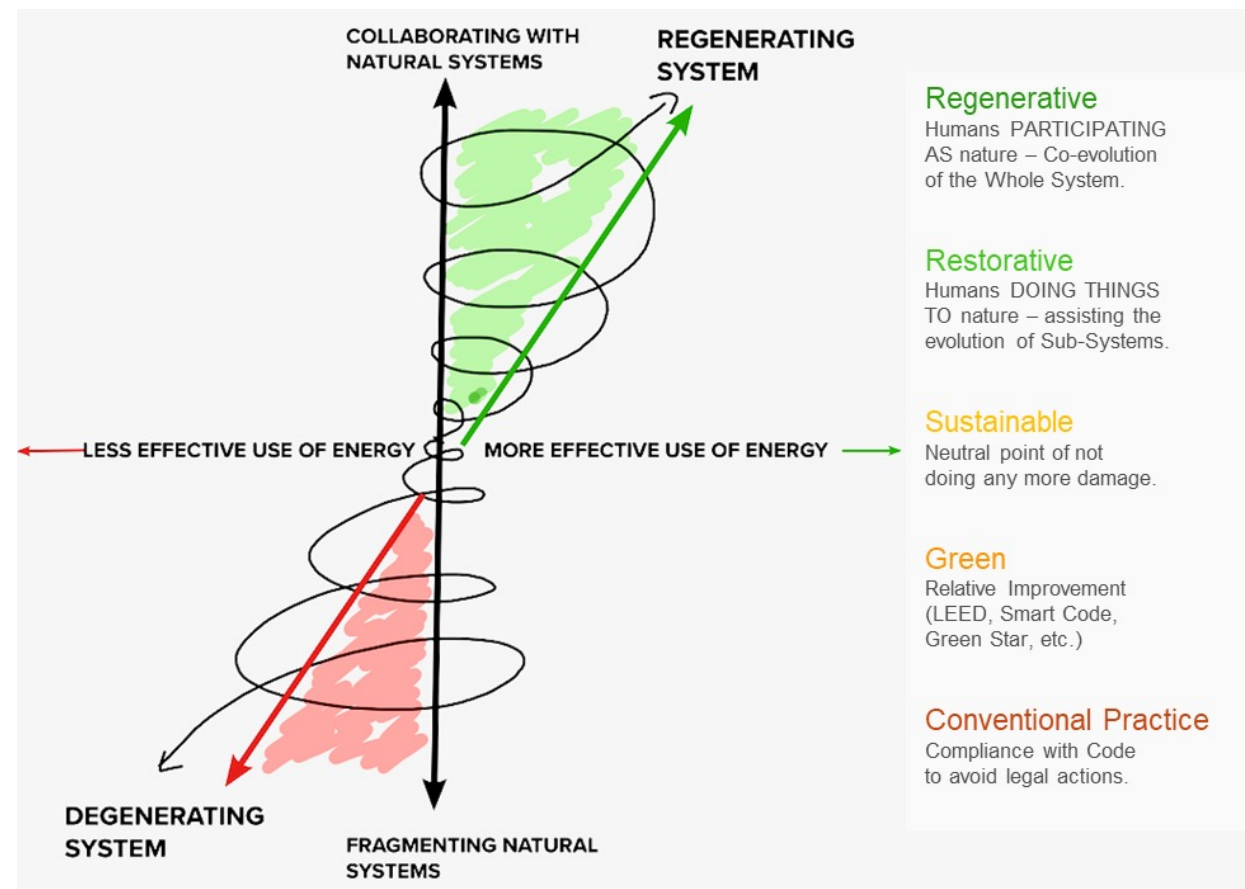 COLLABORATING WITH
NATURAL SYSTEMS
REGENERATING
SYSTEM
LESS EFFECTIVE USE OF ENERGY
MORE EFFECTIVE USE OF ENERGY
DEGENERATING
SYSTEM
FRAGMENTING NATURAL
SYSTEMS
Regenerative
Humans PARTICIPATING
AS nature – Co-evolution
of the Whole System.
Restorative
Humans DOING THINGS
TO nature – assisting the
evolution of Sub-Systems.
Sustainable
Neutral point of not
doing any more damage.
Green
Relative Improvement
(LEED, Smart Code,
Green Star, etc.)
Conventional Practice
Compliance with Code
to avoid legal actions.